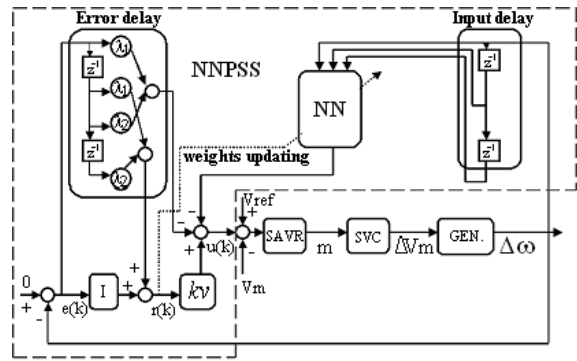 Error delay
Input delay
λ1
z-1
z-1
NNPSS
λ1
NN
λ2
z-1
z-1
λ2
weights updating
Vref
-
+
-
+
u(k)
-
SAVR
m
SVC
ΔVm
GEN.
Δω
Vm
0
+
-
e(k)
I
+
+
r(k)
kv